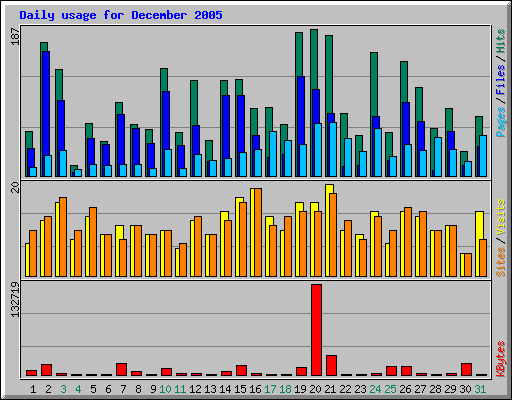 Daily usage for December 2005
187
Pages / Files / Hits
20
Sites / Visits
132719
KBytes
1 2 3 4 5 6 7 8 9 10 11 12 13 14 15 16 17 18 19 20 21 22 23 24 25 26 27 28 29 30 31